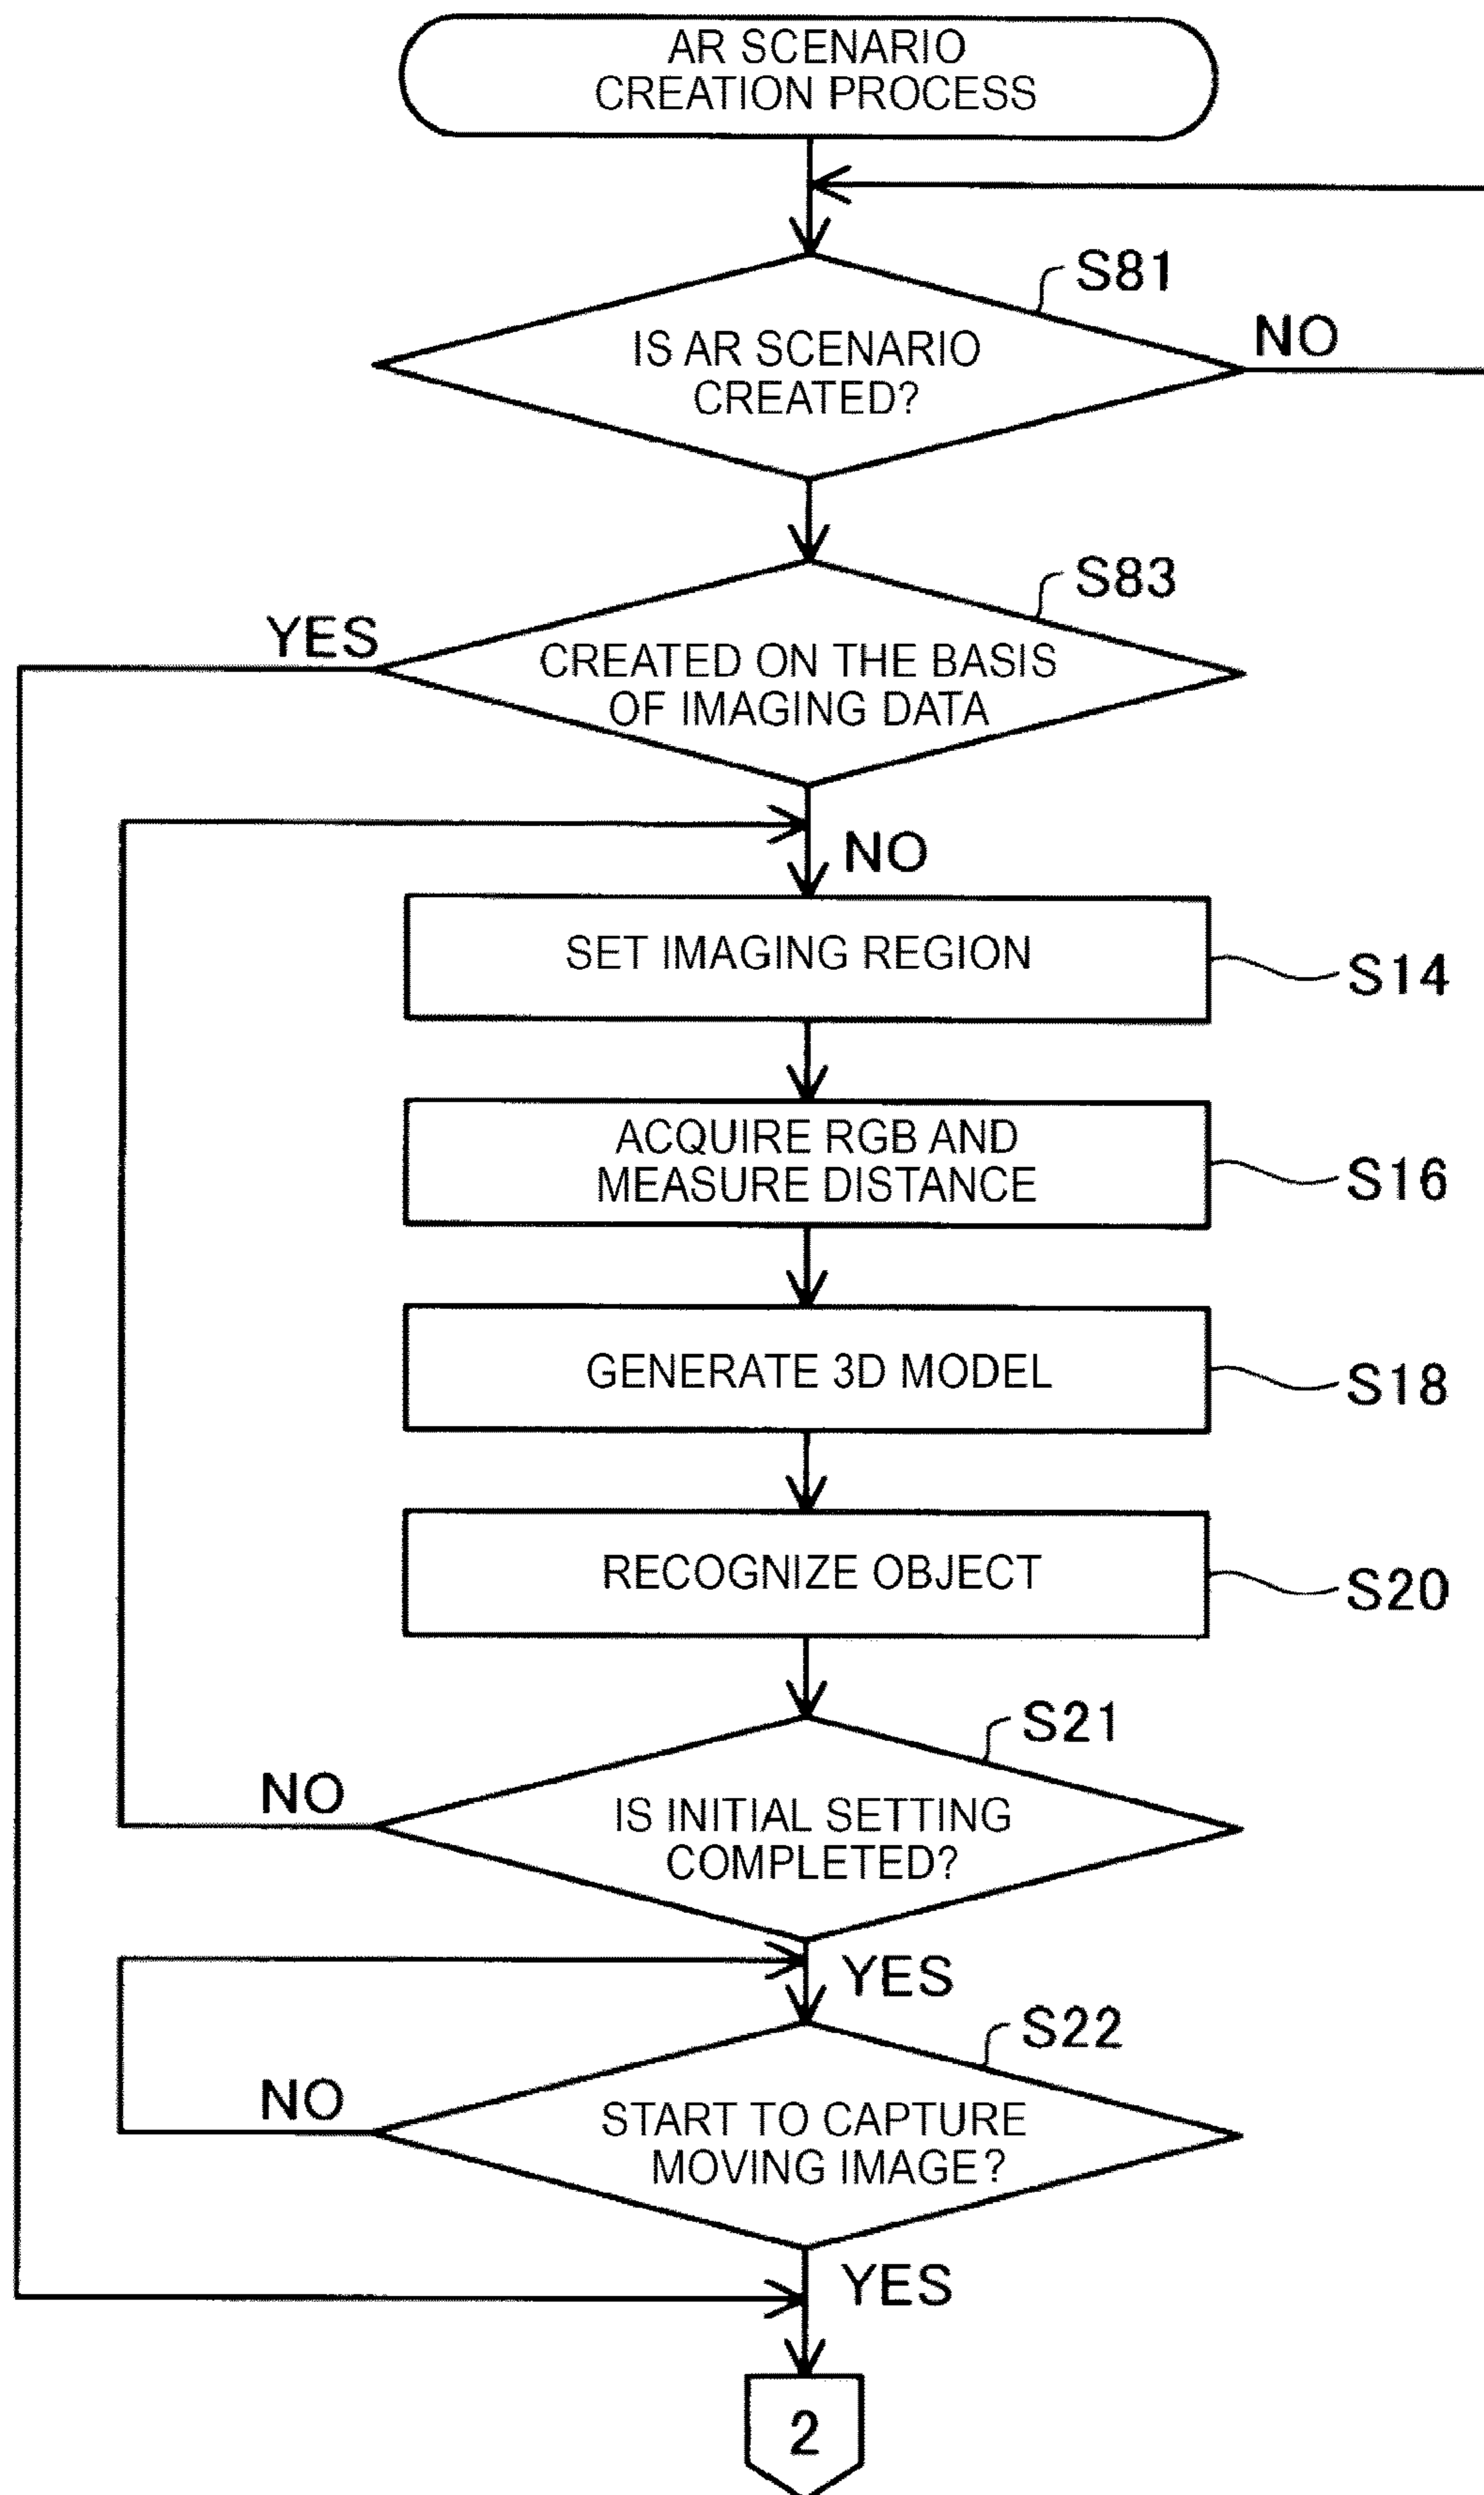 AR SCENARIO
CREATION PROCESS
S81
IS AR SCENARIO
CREATED?
NO
S83
YES
CREATED ON THE BASIS
OF IMAGING DATA
NO
SET IMAGING REGION
S14
ACQUIRE RGB AND
MEASURE DISTANCE
S16
GENERATE 3D MODEL
S18
RECOGNIZE OBJECT
S20
S21
NO
IS INITIAL SETTING
COMPLETED?
YES
S22
NO
START TO CAPTURE
MOVING IMAGE?
YES
2